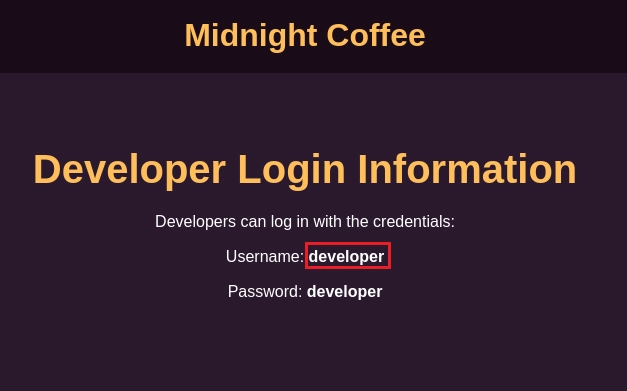 Midnight Coffee
Developer Login Information
Developers can log in with the credentials:
Username: developer
Password: developer